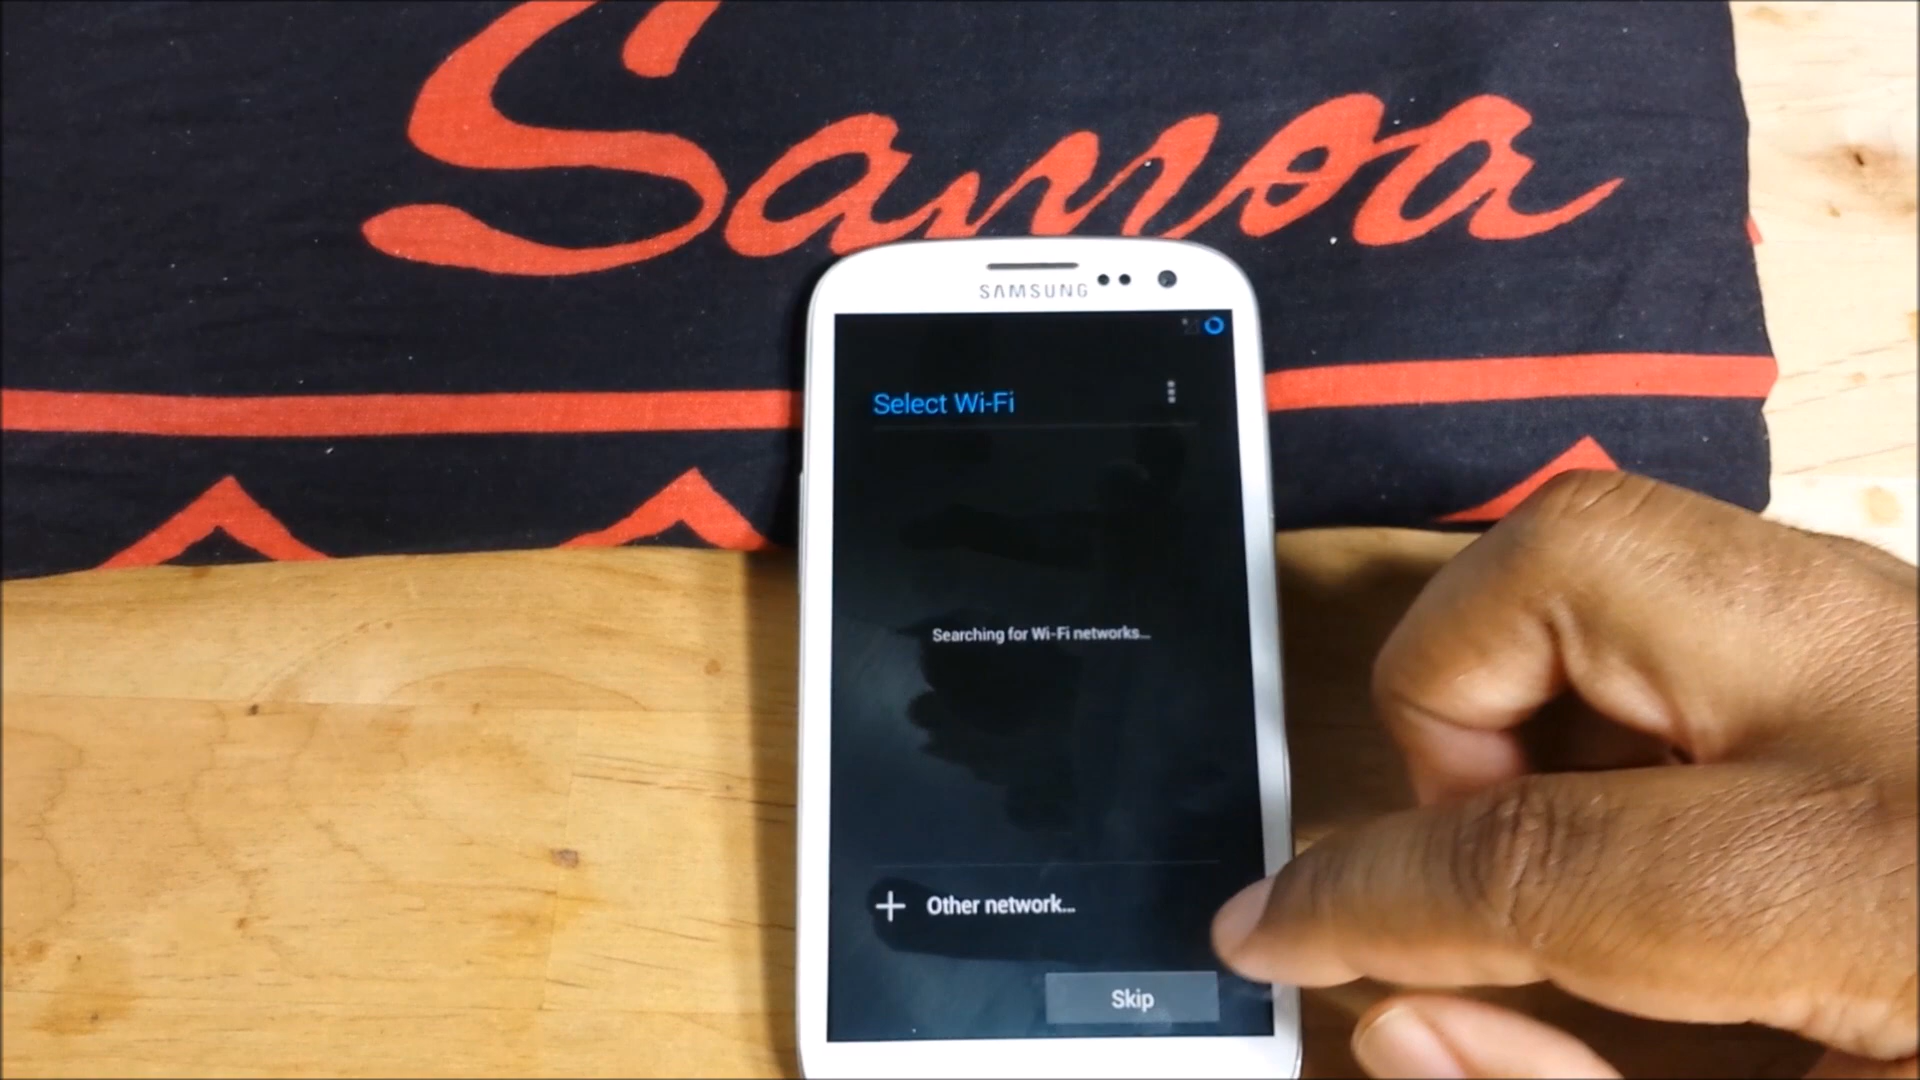 Samoa
SAMSUNG
Select Wi-Fi
Searching for Wi-Fi networks...
Other network...
Skip